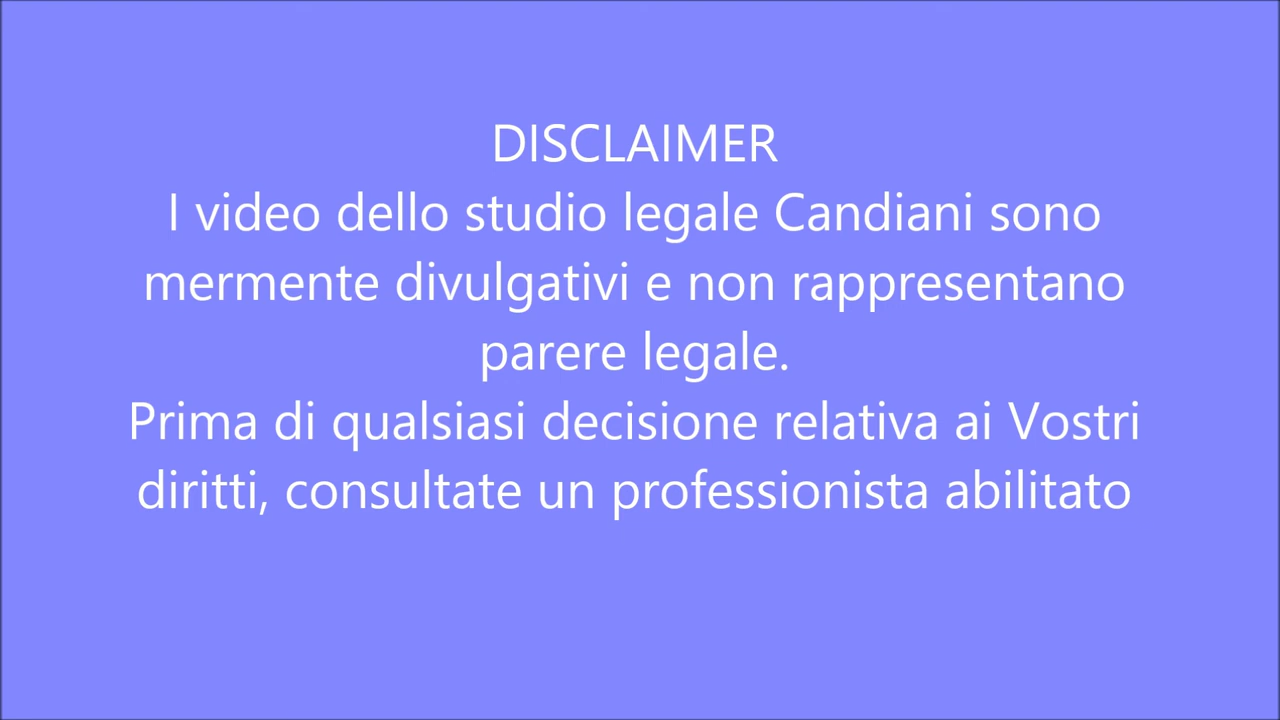 DISCLAIMER
I video dello studio legale Candiani sono
mermente divulgativi e non rappresentano
parere legale.
Prima di qualsiasi decisione relativa ai Vostri
diritti, consultate un professionista abilitato